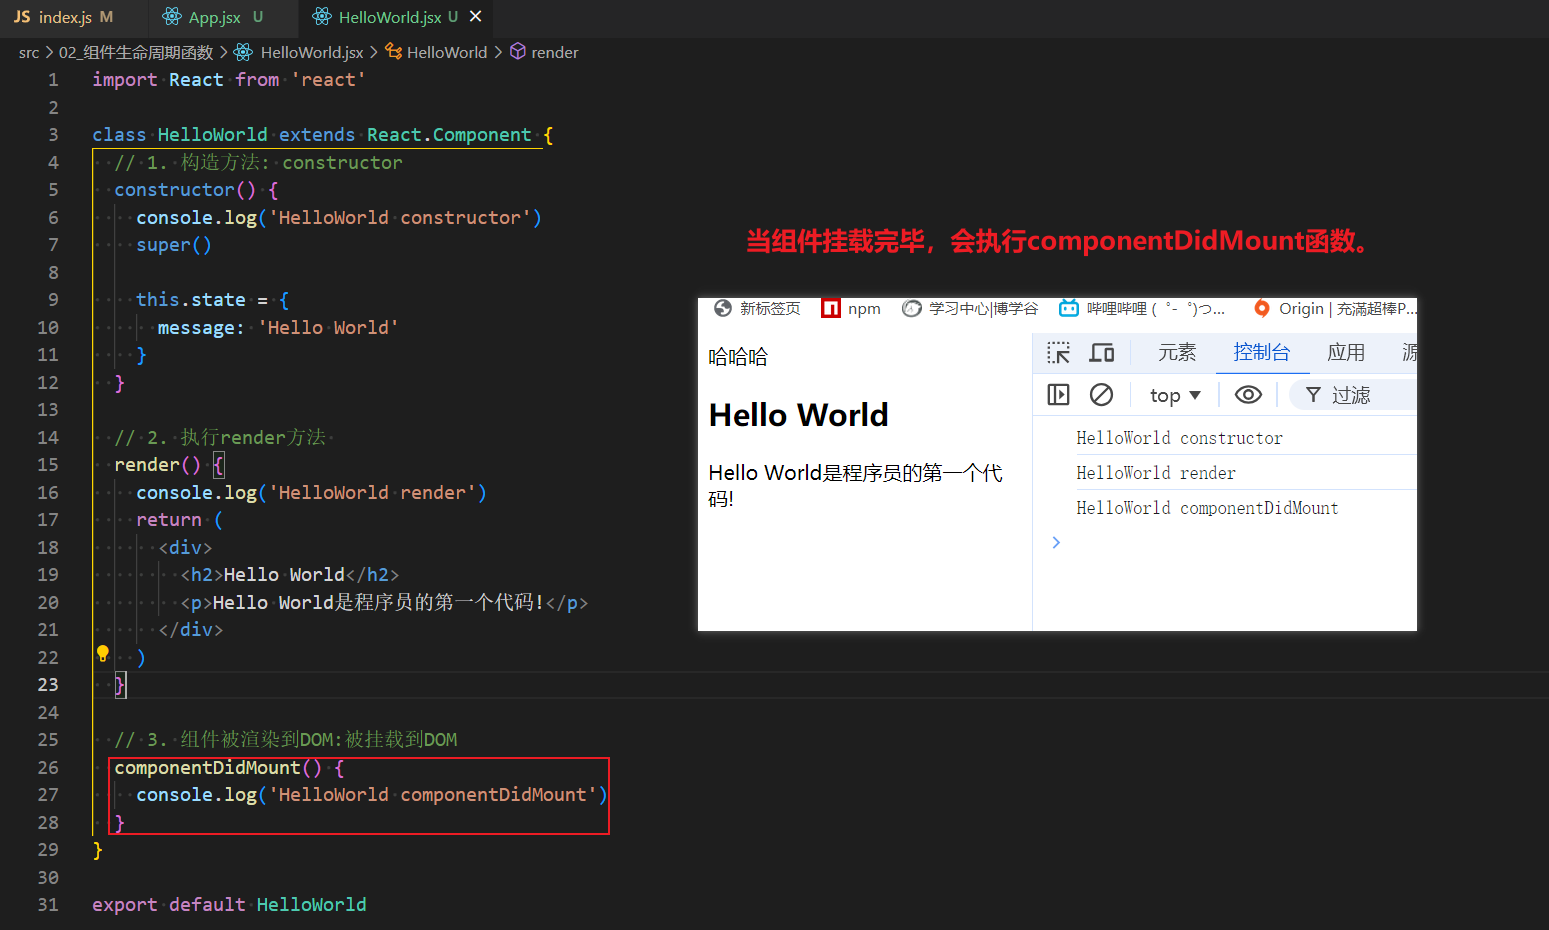 JS index.js M App.jsx U HelloWorld.jsx U ×
src > 02_组件生命周期函数 > HelloWorld.jsx > HelloWorld > render
1 import React from 'react'
2
3 class HelloWorld extends React.Component {
4 // 1. 构造方法: constructor
5 constructor() {
6 console.log('HelloWorld constructor')
7 super()
8
9 this.state = {
10 message: 'Hello World'
11 }
12 }
13
14 // 2. 执行render方法
15 render() {
16 console.log('HelloWorld render')
17 return (
18 <div>
19 <h2>Hello World</h2>
20 <p>Hello World是程序员的第一个代码!</p>
21 </div>
22 )
23 }
24
25 // 3. 组件被渲染到DOM:被挂载到DOM
26 componentDidMount() {
27 console.log('HelloWorld componentDidMount')
28 }
29 }
30
31 export default HelloWorld
当组件挂载完毕，会执行componentDidMount函数。
新标签页 npm 学习中心|博学谷 哔哩哔哩 ( ゜- ゜)つ... Origin | 充满超棒P...
哈哈哈
Hello World
Hello World是程序员的第一个代
码!
元素 控制台 应用 源
top ▼ 过滤
HelloWorld constructor
HelloWorld render
HelloWorld componentDidMount
>